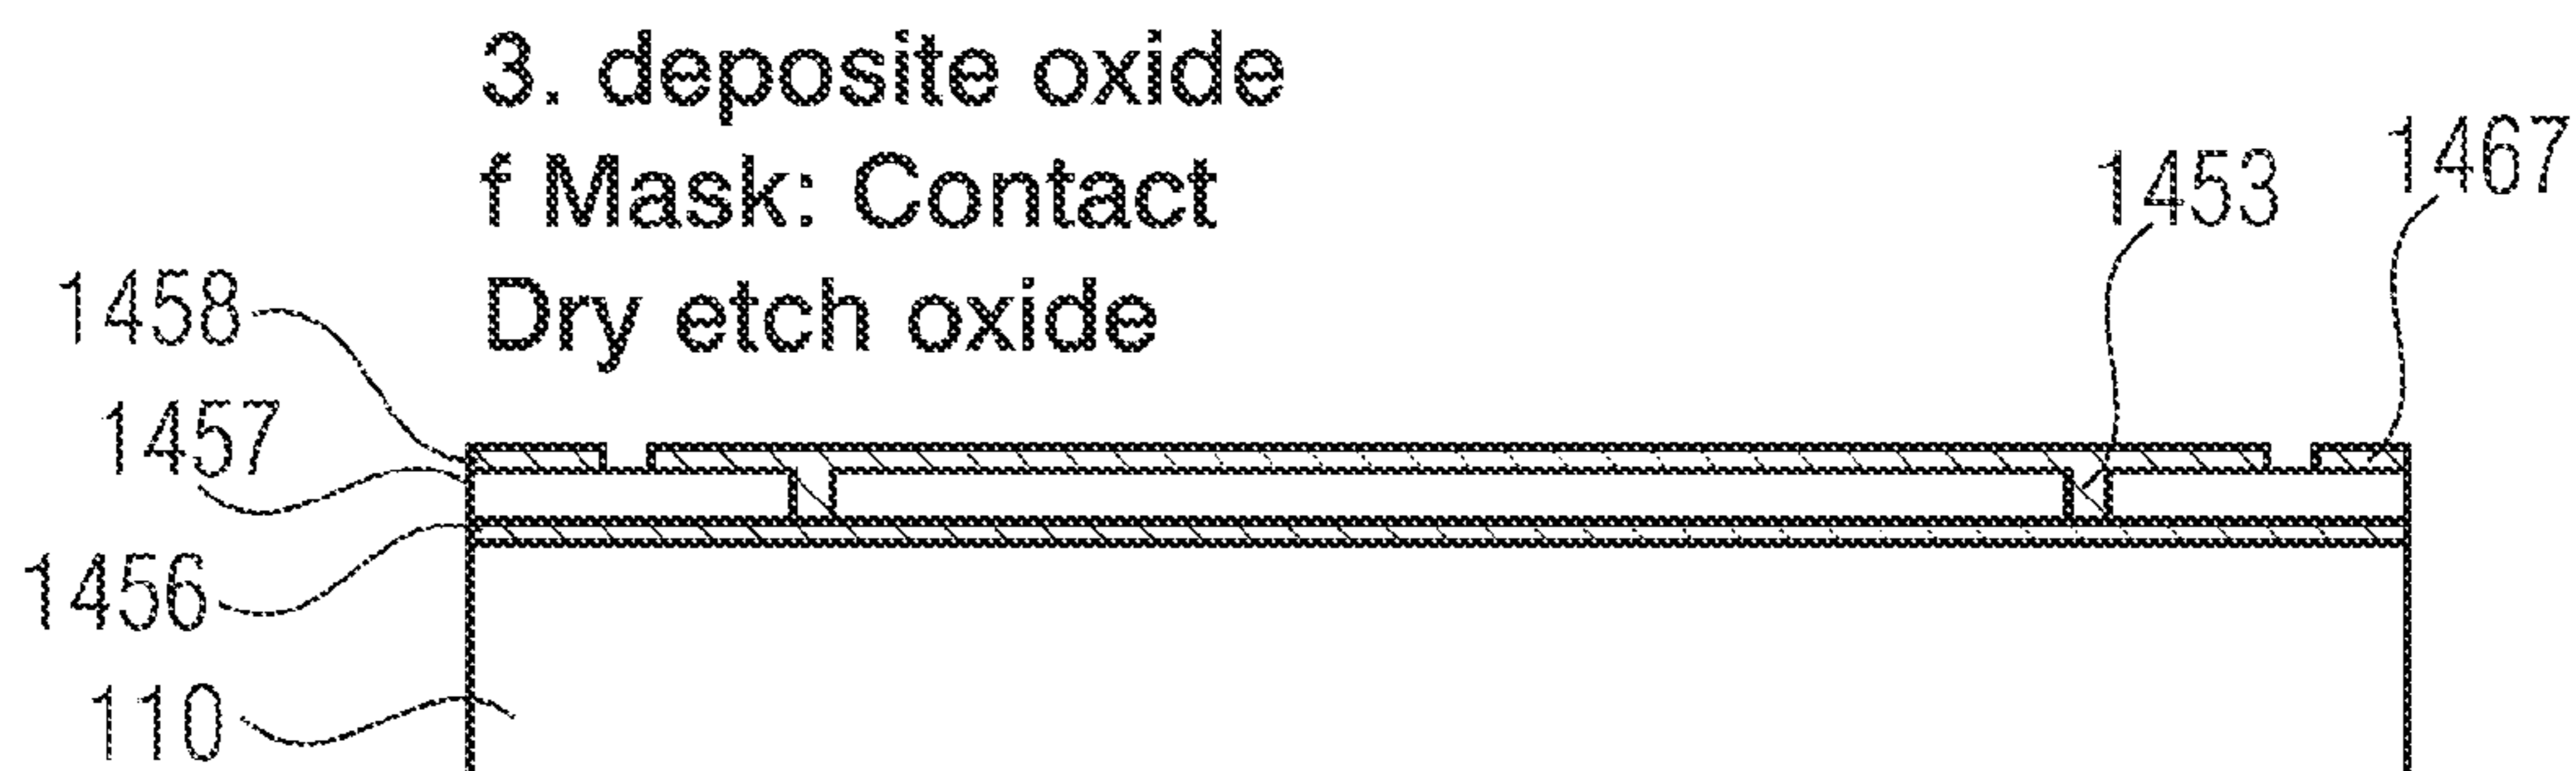 3. deposite oxide
f Mask: Contact
Dry etch oxide
1453
1467
1458
1457
1456
110